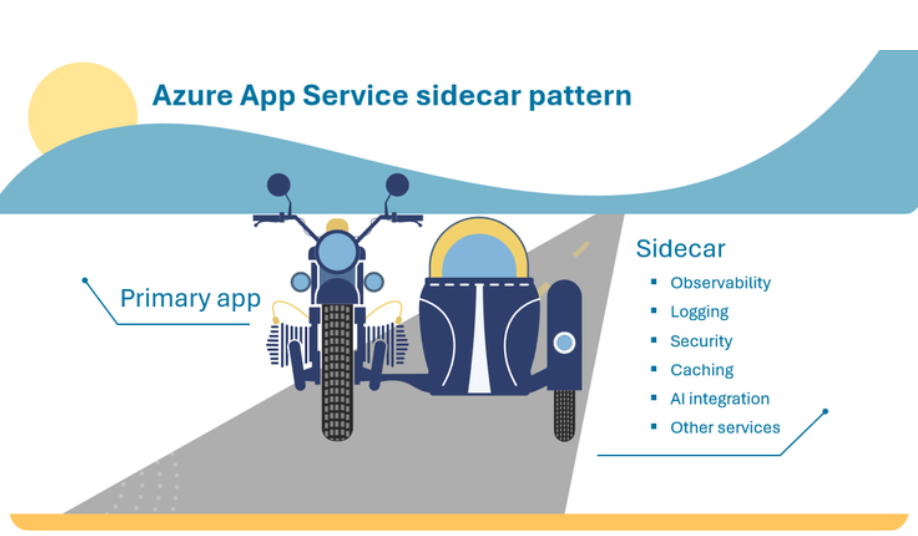 Azure App Service sidecar pattern
Primary app
Sidecar
Observability
Logging
Security
Caching
AI integration
Other services